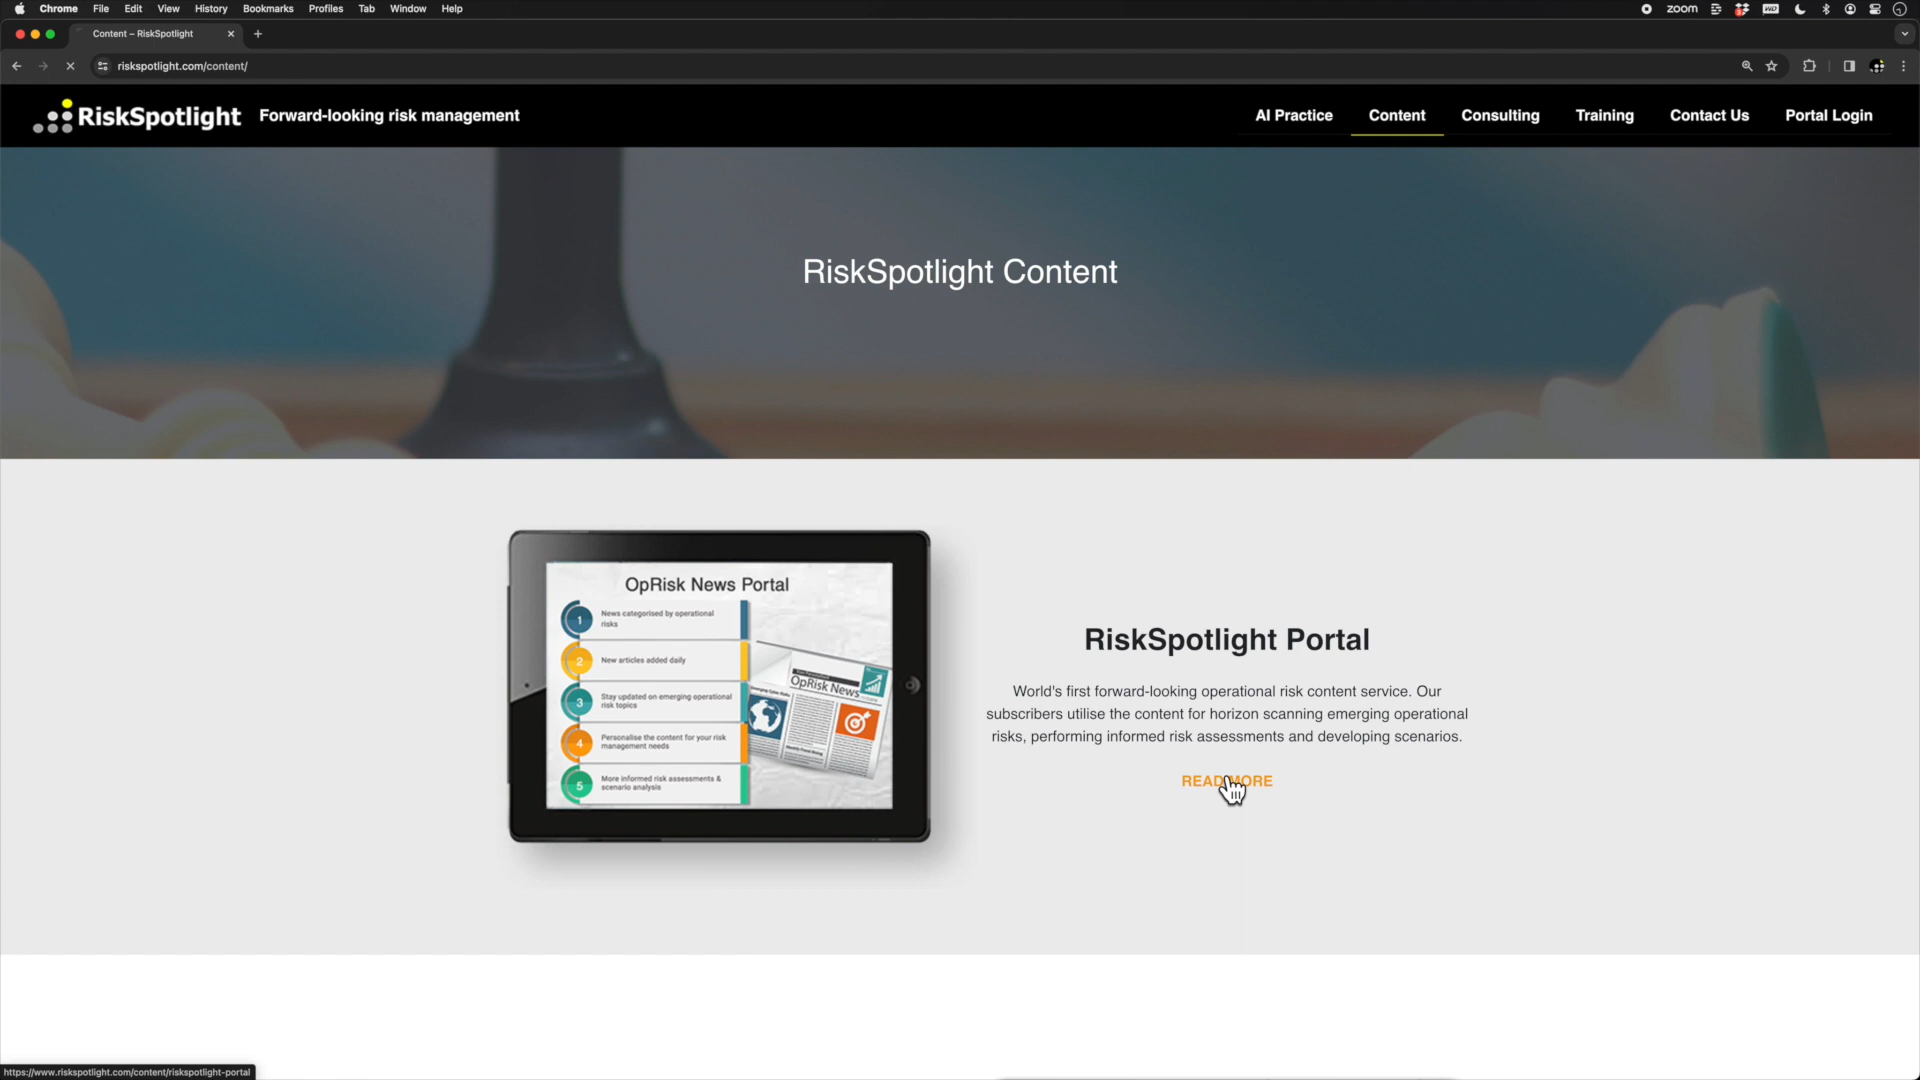 Chrome File Edit View History Bookmarks Profiles Tab Window Help
zoom
Content – RiskSpotlight
riskspotlight.com/content/
RiskSpotlight Forward-looking risk management
AI Practice Content Consulting Training Contact Us Portal Login
RiskSpotlight Content
OpRisk News Portal
1 News categorised by operational
risks
2 New articles added daily
3 Stay updated on emerging operational
risk topics
4 Personalise the content for your risk
management needs
5 More informed risk assessments &
scenario analysis
OpRisk News
RiskSpotlight Portal
World's first forward-looking operational risk content service. Our
subscribers utilise the content for horizon scanning emerging operational
risks, performing informed risk assessments and developing scenarios.
READ MORE
https://www.riskspotlight.com/content/riskspotlight-portal